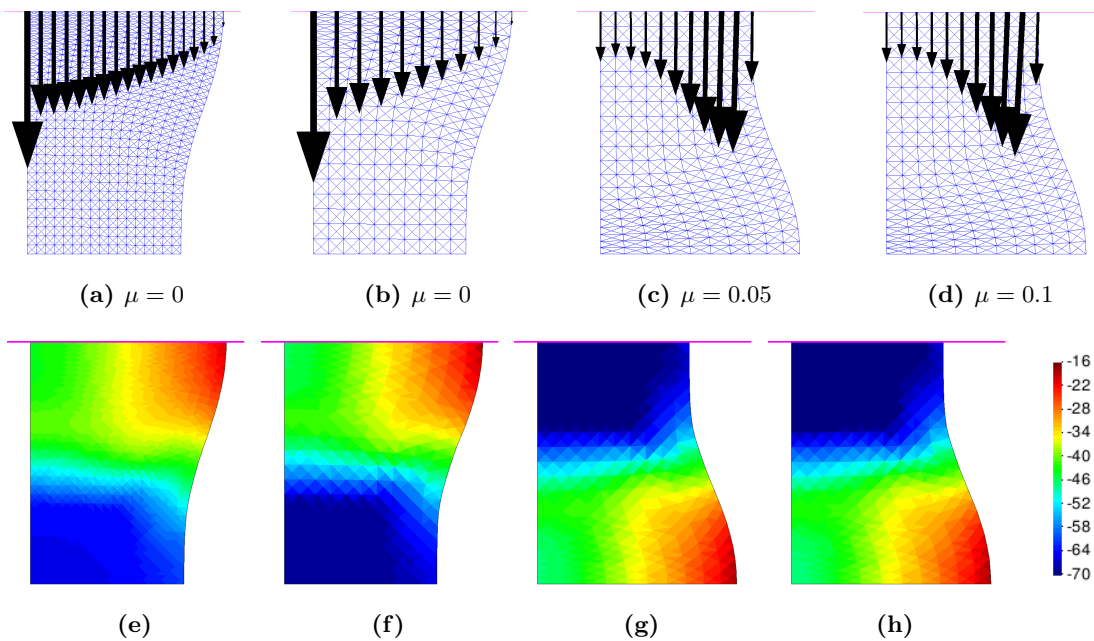 (a) μ = 0
(b) μ = 0
(c) μ = 0.05
(d) μ = 0.1
-16
-22
-28
-34
-40
-46
-52
-58
-64
-70
(e)
(f)
(g)
(h)